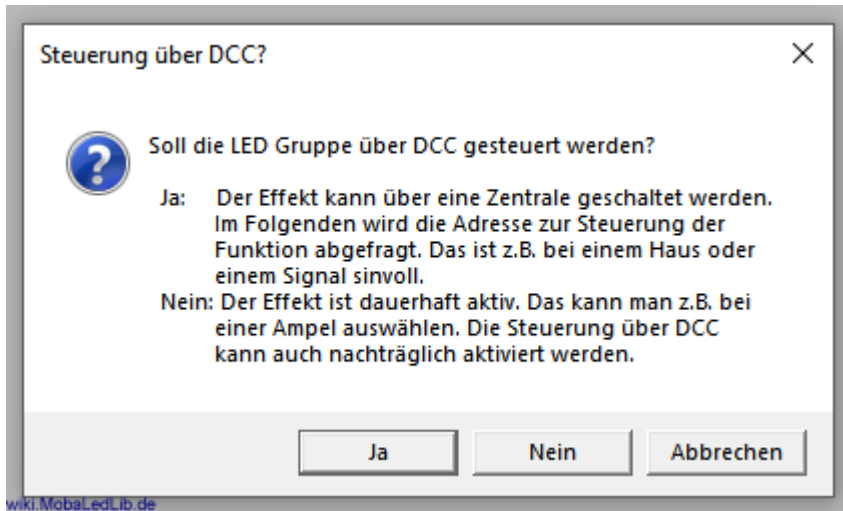 Steuerung über DCC?
Soll die LED Gruppe über DCC gesteuert werden?
Ja: Der Effekt kann über eine Zentrale geschaltet werden.
Im Folgenden wird die Adresse zur Steuerung der
Funktion abgefragt. Das ist z.B. bei einem Haus oder
einem Signal sinvoll.
Nein: Der Effekt ist dauerhaft aktiv. Das kann man z.B. bei
einer Ampel auswählen. Die Steuerung über DCC
kann auch nachträglich aktiviert werden.
Ja Nein Abbrechen
wiki.MobaLedLib.de